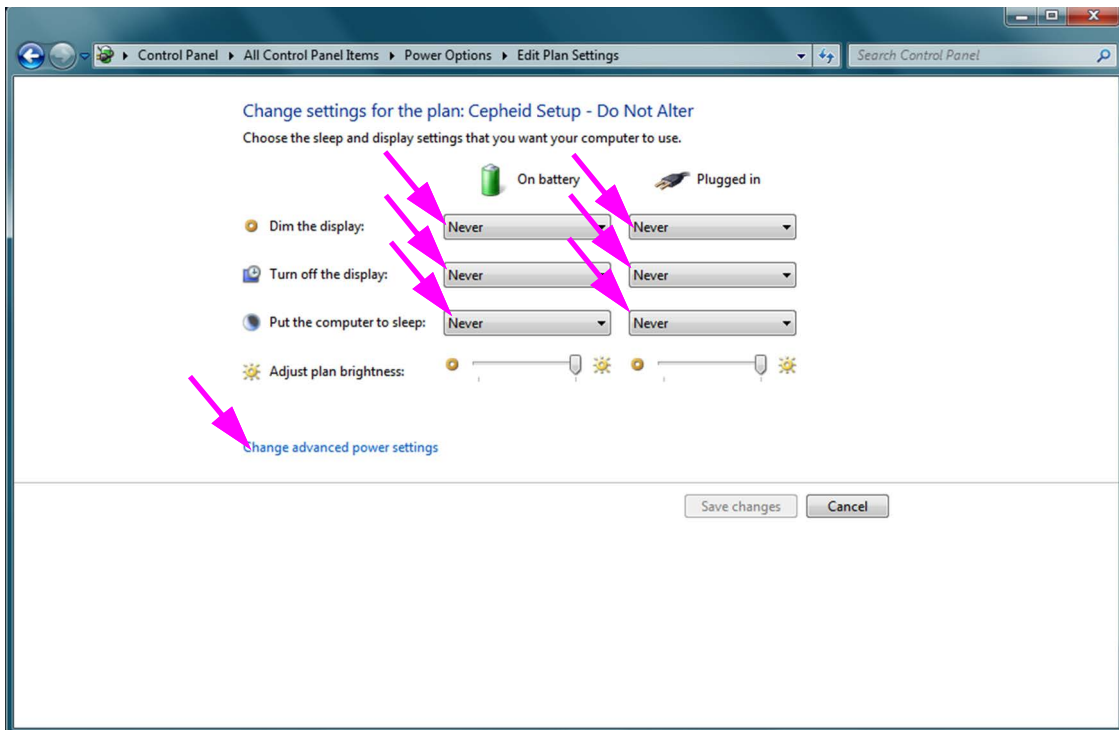 Control Panel All Control Panel Items Power Options Edit Plan Settings Search Control Panel
Change settings for the plan: Cepheid Setup - Do Not Alter
Choose the sleep and display settings that you want your computer to use.
On battery Plugged in
Dim the display: Never Never
Turn off the display: Never Never
Put the computer to sleep: Never Never
Adjust plan brightness:
Change advanced power settings
Save changes Cancel